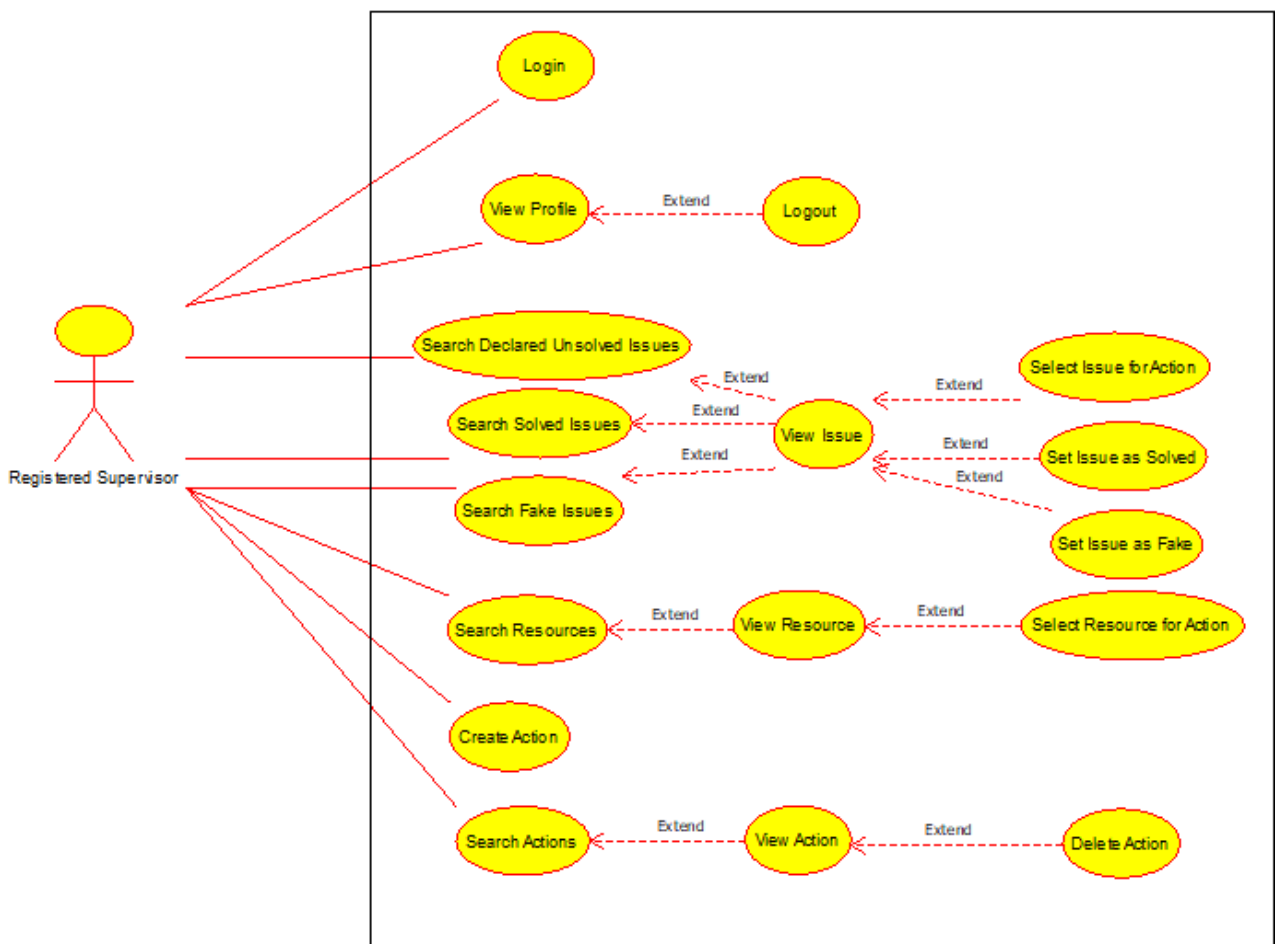 Login
View Profile
Extend
Logout
Search Declared Unsolved Issues
Extend
Select Issue for Action
Extend
Search Solved Issues
Extend
View Issue
Extend
Set Issue as Solved
Registered Supervisor
Extend
Extend
Search Fake Issues
Set Issue as Fake
Search Resources
Extend
View Resource
Extend
Select Resource for Action
Create Action
Search Actions
Extend
View Action
Extend
Delete Action